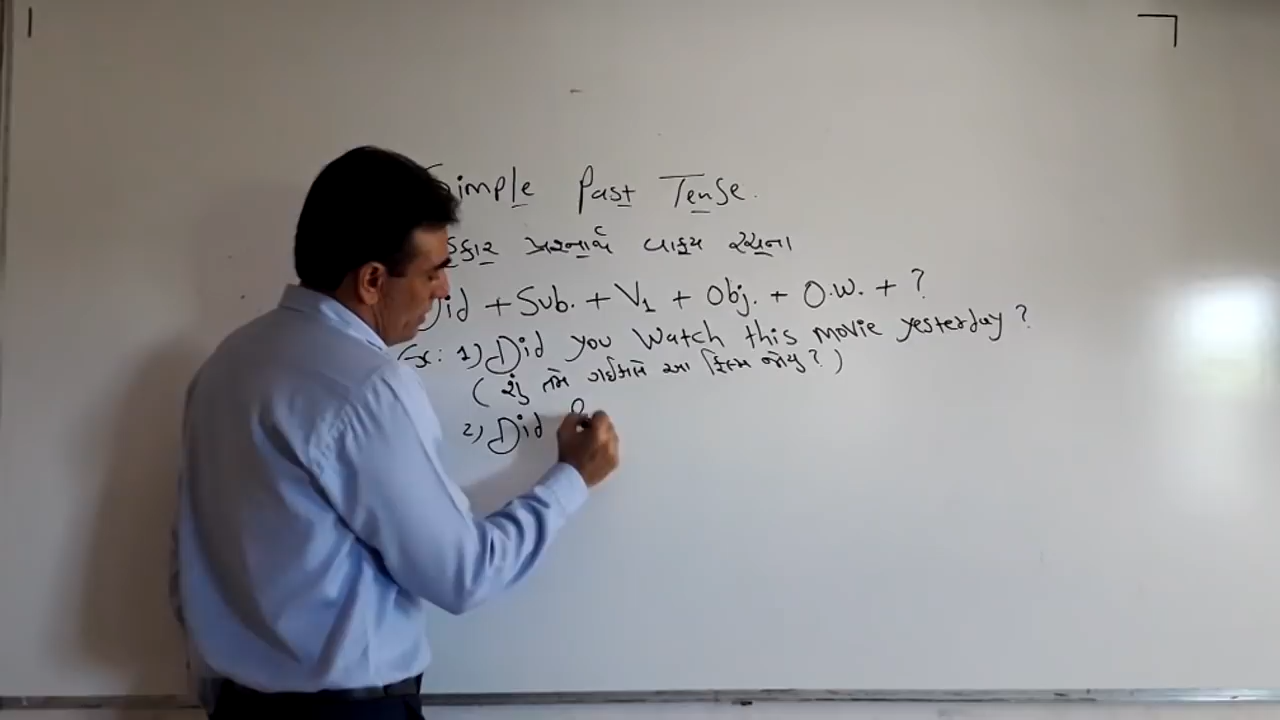 Simple Past Tense.
હકાર પ્રશ્નાર્થ વાક્ય રચના
Did + Sub. + V1 + Obj. + O.W. + ?
Ex: 1) Did you Watch this movie yesterday ?
( શું તમે ગઈકાલે આ ફિલ્મ જોયુ ? )
2) Did